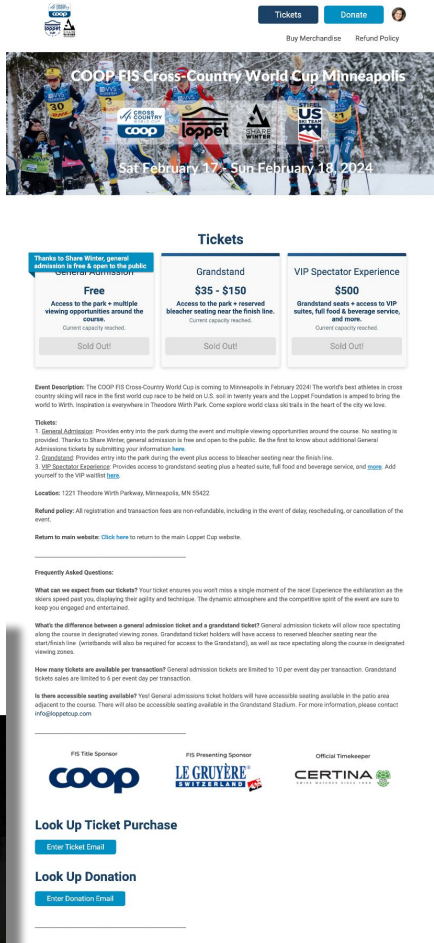 coop
loppet
CUP
SHARE
WINTER
Tickets
Donate
Buy Merchandise
Refund Policy
COOP FIS Cross-Country World Cup Minneapolis
CROSS
COUNTRY
WORLD CUP
coop
loppet
SHARE
WINTER
STIFEL
US
SKI TEAM
Sat February 17 - Sun February 18, 2024
Tickets
Thanks to Share Winter, general
admission is free & open to the public
General Admission
Free
Access to the park + multiple
viewing opportunities around the
course.
Current capacity reached.
Sold Out!
Grandstand
$35 - $150
Access to the park + reserved
bleacher seating near the finish line.
Current capacity reached.
Sold Out!
VIP Spectator Experience
$500
Grandstand seats + access to VIP
suites, full food & beverage service,
and more.
Current capacity reached.
Sold Out!
Event Description: The COOP FIS Cross-Country World Cup is coming to Minneapolis in February 2024! The world's best athletes in cross
country skiing will race in the first world cup race to be held on U.S. soil in twenty years and the Loppet Foundation is amped to bring the
world to Wirth. Inspiration is everywhere in Theodore Wirth Park. Come explore world class ski trails in the heart of the city we love.
Tickets:
1. General Admission: Provides entry into the park during the event and multiple viewing opportunities around the course. No seating is
provided. Thanks to Share Winter, general admission is free and open to the public. Be the first to know about additional General
Admissions tickets by submitting your information here.
2. Grandstand: Provides entry into the park during the event plus access to bleacher seating near the finish line.
3. VIP Spectator Experience: Provides access to grandstand seating plus a heated suite, full food and beverage service, and more. Add
yourself to the VIP waitlist here.
Location: 1221 Theodore Wirth Parkway, Minneapolis, MN 55422
Refund policy: All registration and transaction fees are non-refundable, including in the event of delay, rescheduling, or cancellation of the
event.
Return to main website: Click here to return to the main Loppet Cup website.
Frequently Asked Questions:
What can we expect from our tickets? Your ticket ensures you won't miss a single moment of the race! Experience the exhilaration as the
skiers speed past you, displaying their agility and technique. The dynamic atmosphere and the competitive spirit of the event are sure to
keep you engaged and entertained.
What's the difference between a general admission ticket and a grandstand ticket? General admission tickets will allow race spectating
along the course in designated viewing zones. Grandstand ticket holders will have access to reserved bleacher seating near the
start/finish line (wristbands will also be required for access to the Grandstand), as well as race spectating along the course in designated
viewing zones.
How many tickets are available per transaction? General admission tickets are limited to 10 per event day per transaction. Grandstand
tickets sales are limited to 6 per event day per transaction.
Is there accessible seating available? Yes! General admissions ticket holders will have accessible seating available in the patio area
adjacent to the course. There will also be accessible seating available in the Grandstand Stadium. For more information, please contact
info@loppetcup.com
FIS Title Sponsor
coop
FIS Presenting Sponsor
LE GRUYÈRE
SWITZERLAND
Official Timekeeper
CERTINA
SWISS WATCHES SINCE 1888
Look Up Ticket Purchase
Enter Ticket Email
Look Up Donation
Enter Donation Email